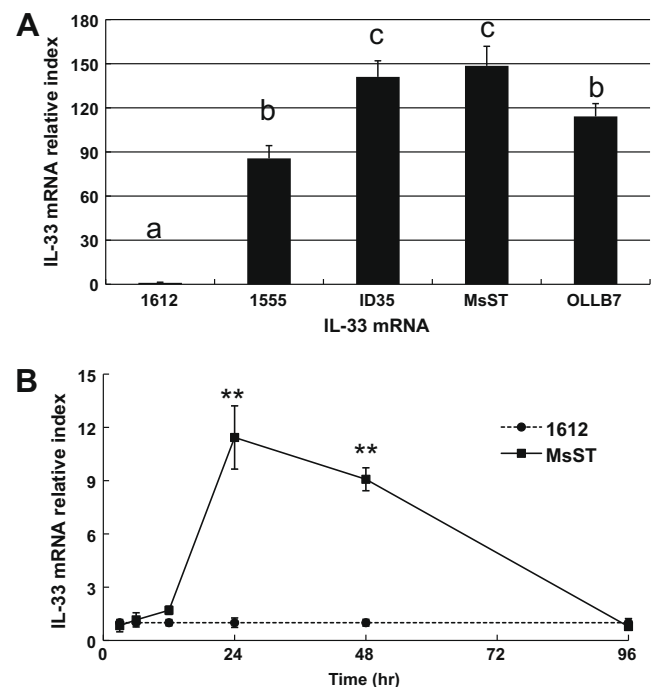 A
IL-33 mRNA relative index
180
150
120
90
60
30
0
a
b
c
c
b
1612 1555 ID35 MsST OLLB7
IL-33 mRNA
B
IL-33 mRNA relative index
15
12
9
6
3
0
**
**
1612
MsST
0 24 48 72 96
Time (hr)